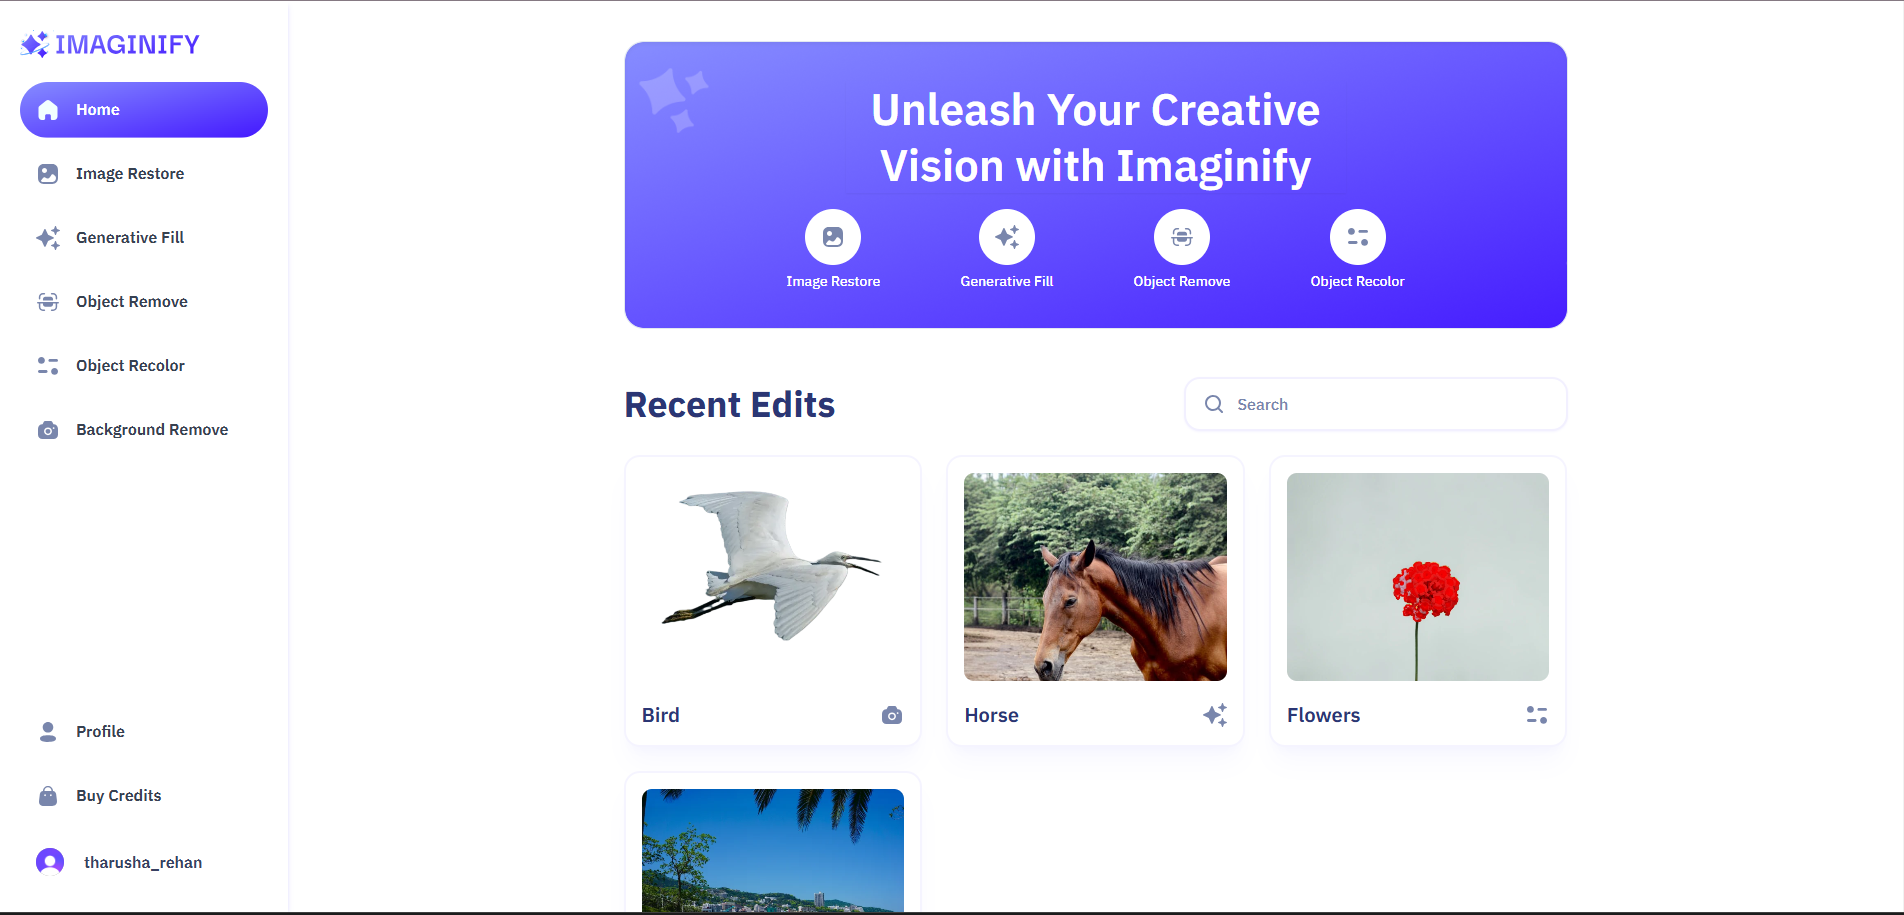 IMAGINIFY
Home
Image Restore
Generative Fill
Object Remove
Object Recolor
Background Remove
Profile
Buy Credits
tharusha_rehan
Unleash Your Creative
Vision with Imaginify
Image Restore
Generative Fill
Object Remove
Object Recolor
Recent Edits
Search
Bird
Horse
Flowers